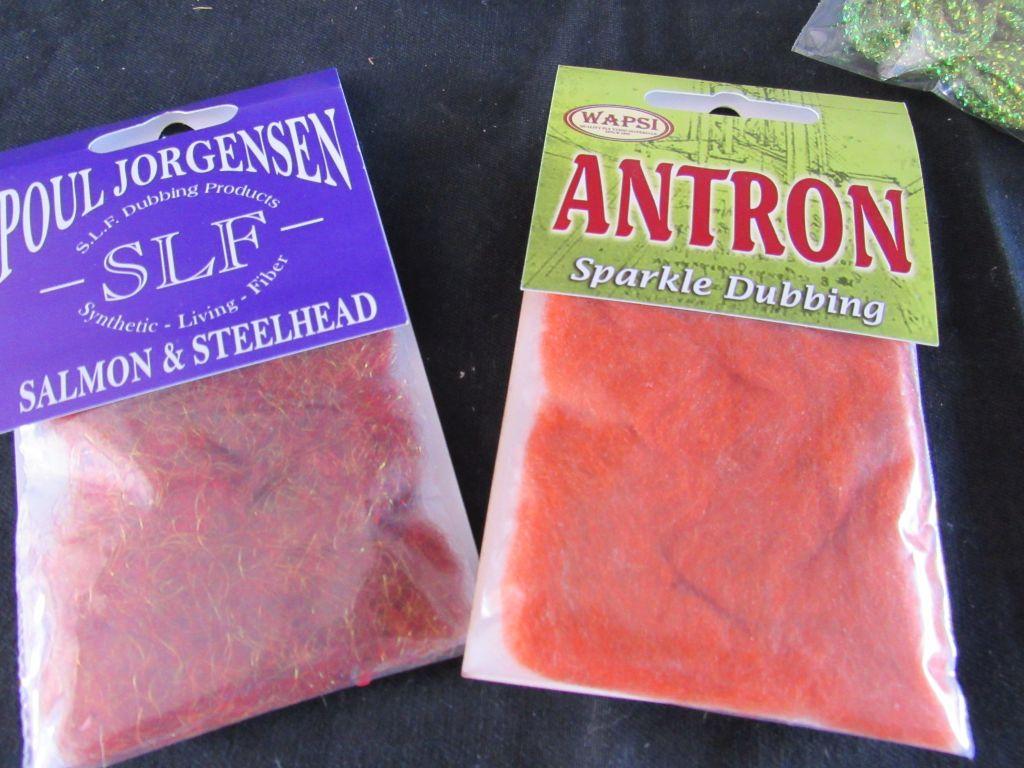 POUL JORGENSEN
S.L.F. Dubbing Products
- SLF -
Synthetic - Living - Fiber
SALMON & STEELHEAD
WAPSI
ANTRON
Sparkle Dubbing